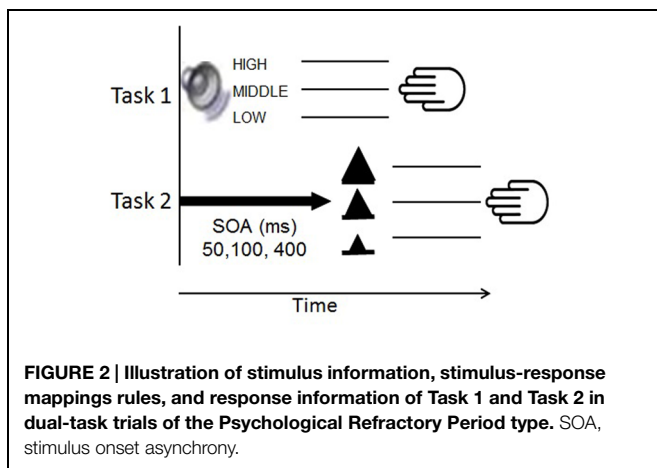 HIGH
Task 1 MIDDLE
LOW
Task 2
SOA (ms)
50,100, 400
Time
FIGURE 2 | Illustration of stimulus information, stimulus-response
mappings rules, and response information of Task 1 and Task 2 in
dual-task trials of the Psychological Refractory Period type. SOA,
stimulus onset asynchrony.